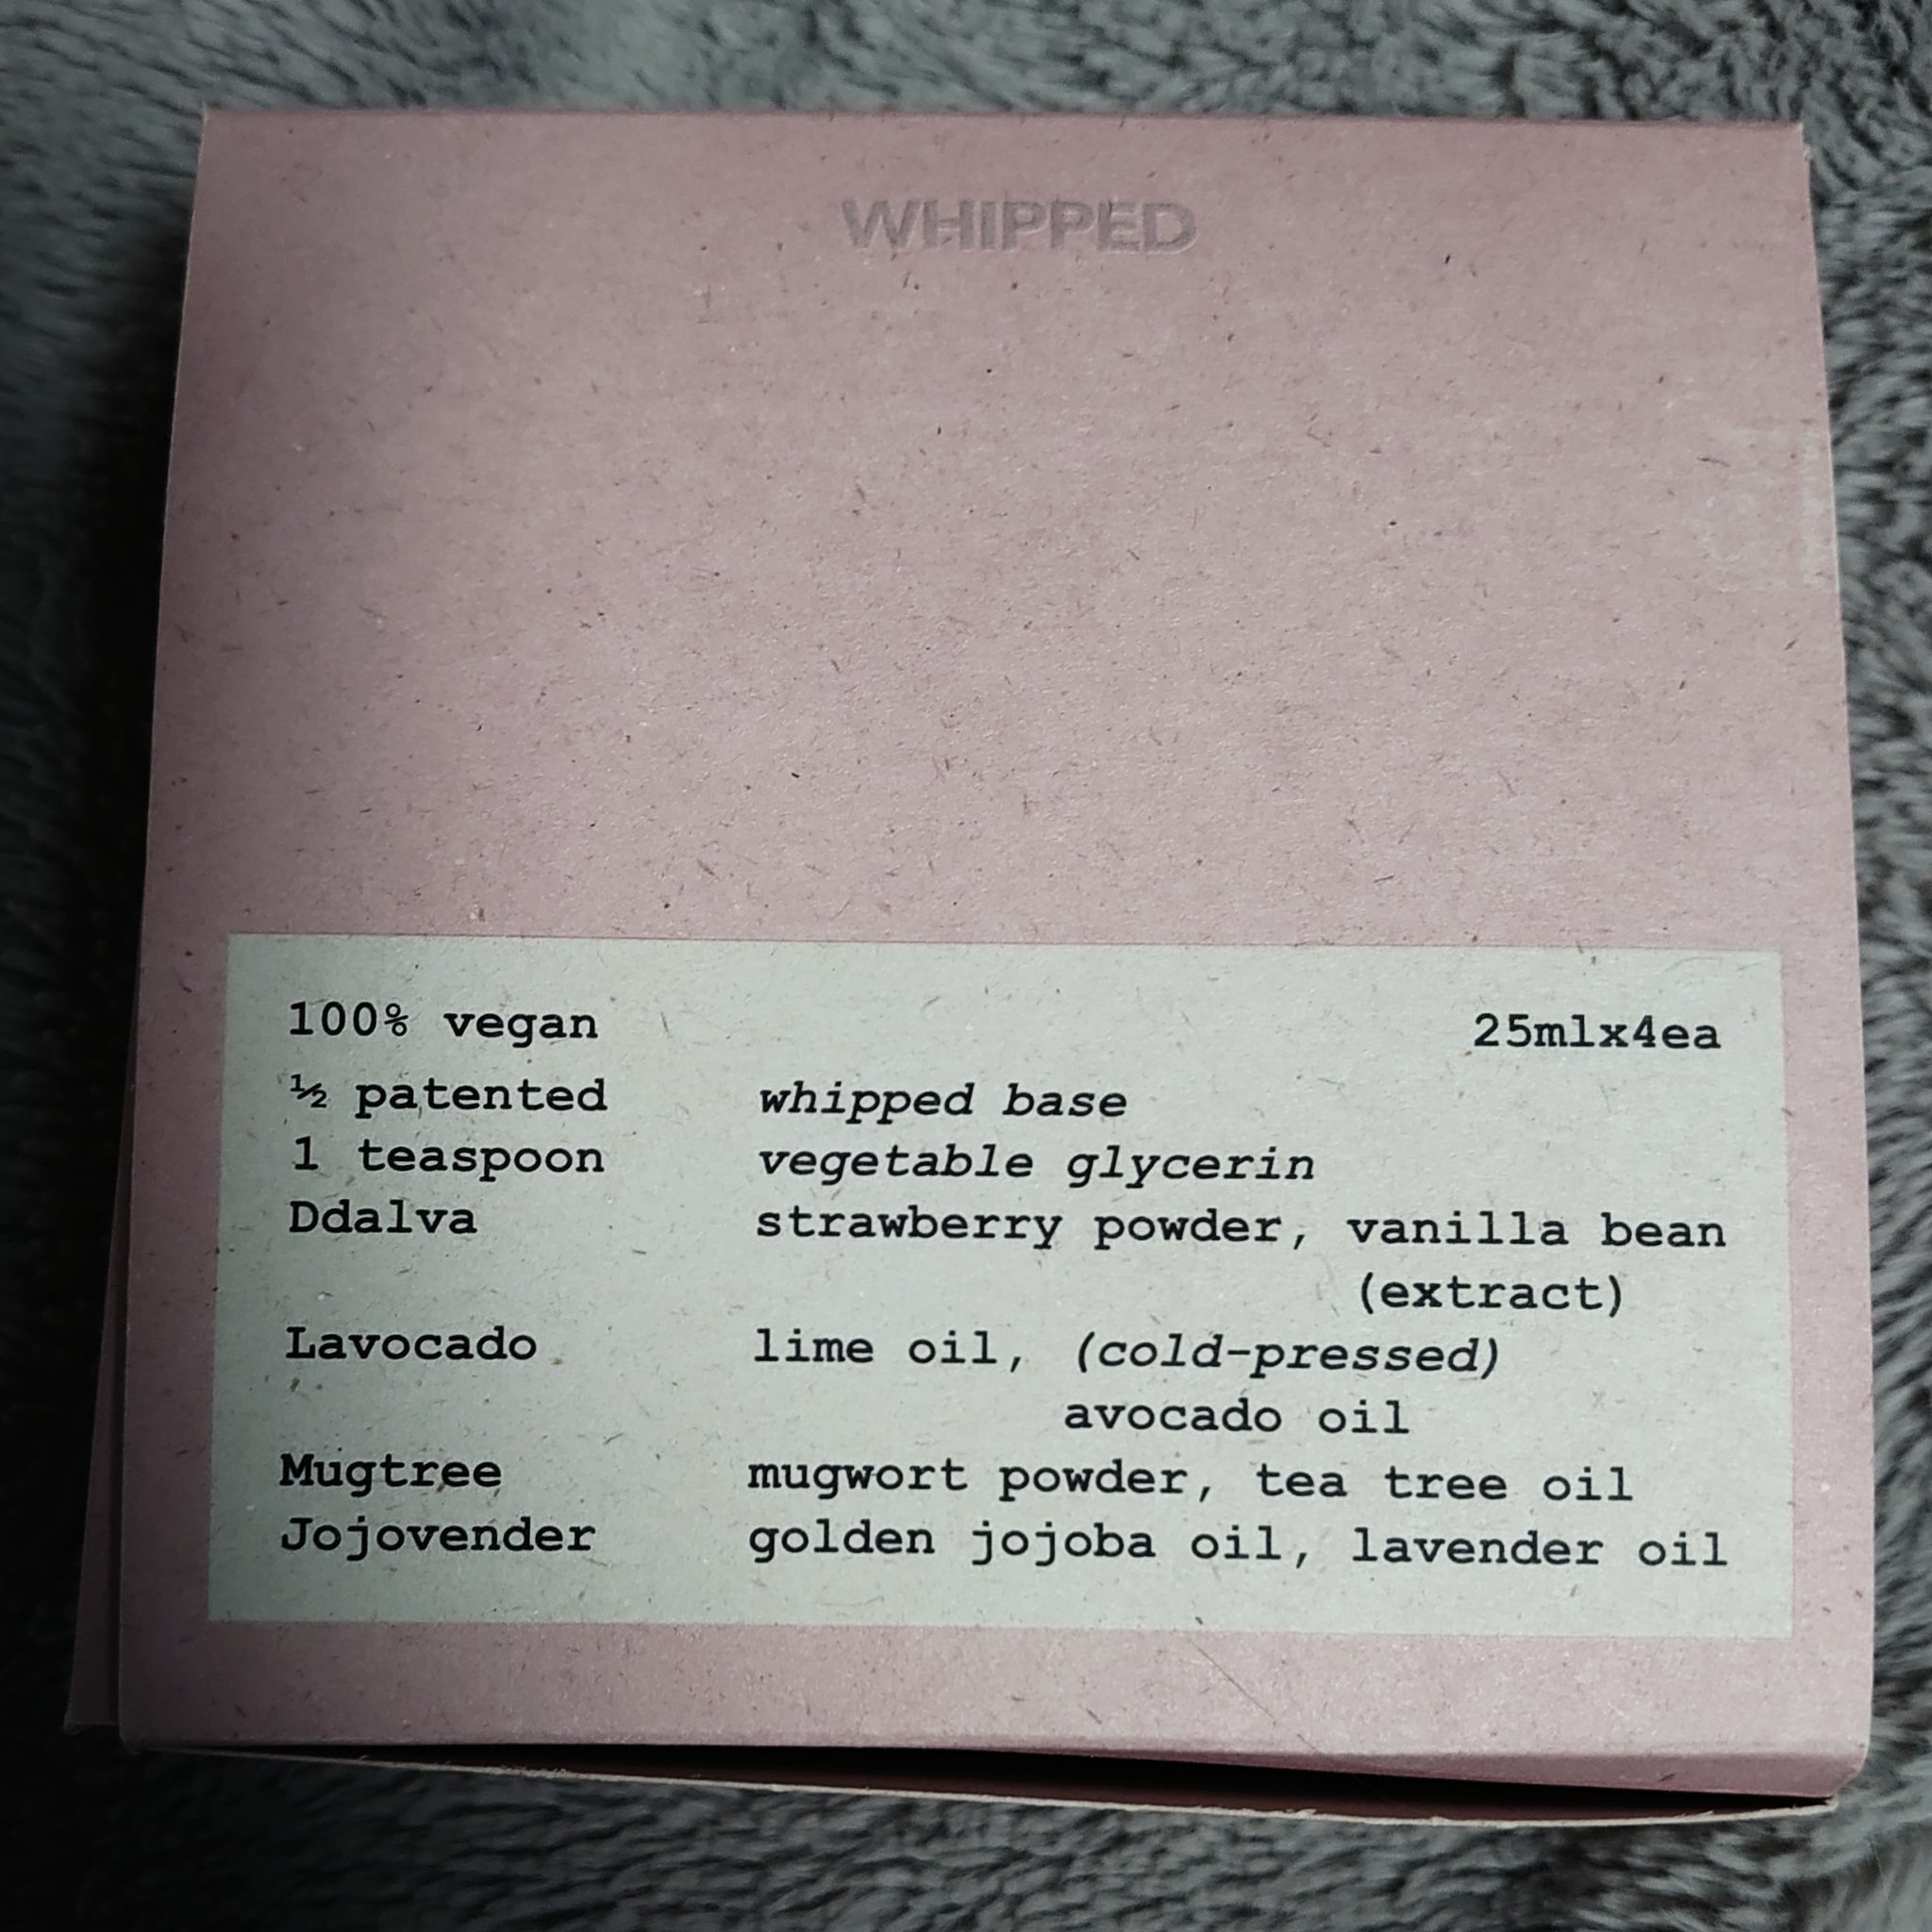 WHIPPED
100% vegan 25mlx4ea
½ patented whipped base
1 teaspoon vegetable glycerin
Ddalva strawberry powder, vanilla bean
(extract)
Lavocado lime oil, (cold-pressed)
avocado oil
Mugtree mugwort powder, tea tree oil
Jojovender golden jojoba oil, lavender oil